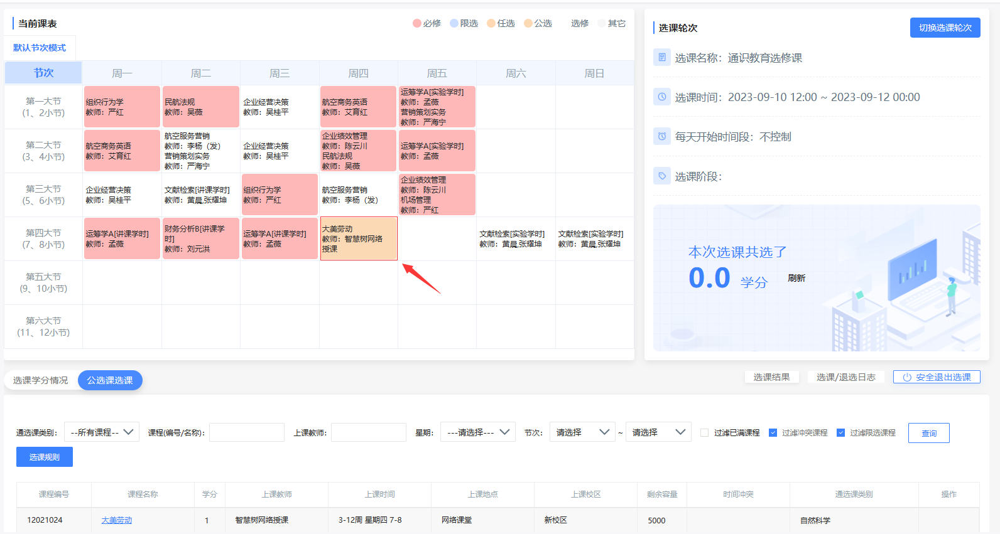 当前课表
必修 限选 任选 公选 选修 其它
默认节次模式
节次 周一 周二 周三 周四 周五 周六 周日
第一大节
(1、2小节)
组织行为学
教师：严红
民航法规
教师：吴薇
企业经营决策
教师：吴桂平
航空商务英语
教师：艾育红
运筹学A[实验学时]
教师：孟薇
营销策划实务
教师：严海宁
第二大节
(3、4小节)
航空商务英语
教师：艾育红
航空服务营销
教师：李杨（发）
营销策划实务
教师：严海宁
企业经营决策
教师：吴桂平
企业绩效管理
教师：陈云川
民航法规
教师：吴薇
运筹学A[实验学时]
教师：孟薇
第三大节
(5、6小节)
企业经营决策
教师：吴桂平
文献检索[讲课学时]
教师：黄晨,张耀坤
组织行为学
教师：严红
航空服务营销
教师：李杨（发）
企业绩效管理
教师：陈云川
机场管理
教师：严红
第四大节
(7、8小节)
运筹学A[讲课学时]
教师：孟薇
财务分析B[讲课学
时]
教师：刘元洪
运筹学A[讲课学时]
教师：孟薇
大美劳动
教师：智慧树网络
授课
文献检索[实验学时]
教师：黄晨,张耀坤
文献检索[实验学时]
教师：黄晨,张耀坤
第五大节
(9、10小节)
第六大节
(11、12小节)
选课轮次
切换选课轮次
选课名称：通识教育选修课
选课时间：2023-09-10 12:00 ~ 2023-09-12 00:00
每天开始时间段：不控制
选课阶段：
本次选课共选了
0.0 学分 刷新
选课学分情况 公选课选课
选课结果 选课/退选日志 安全退出选课
通选课类别： --所有课程-- 课程(编号/名称)： 上课教师： 星期： ---请选择--- 节次： 请选择 ~ 请选择 过滤已满课程 过滤冲突课程 过滤限选课程 查询
选课规则
课程编号 课程名称 学分 上课教师 上课时间 上课地点 上课校区 剩余容量 时间冲突 通选课类别 操作
12021024 大美劳动 1 智慧树网络授课 3-12周 星期四 7-8 网络课堂 新校区 5000 自然科学